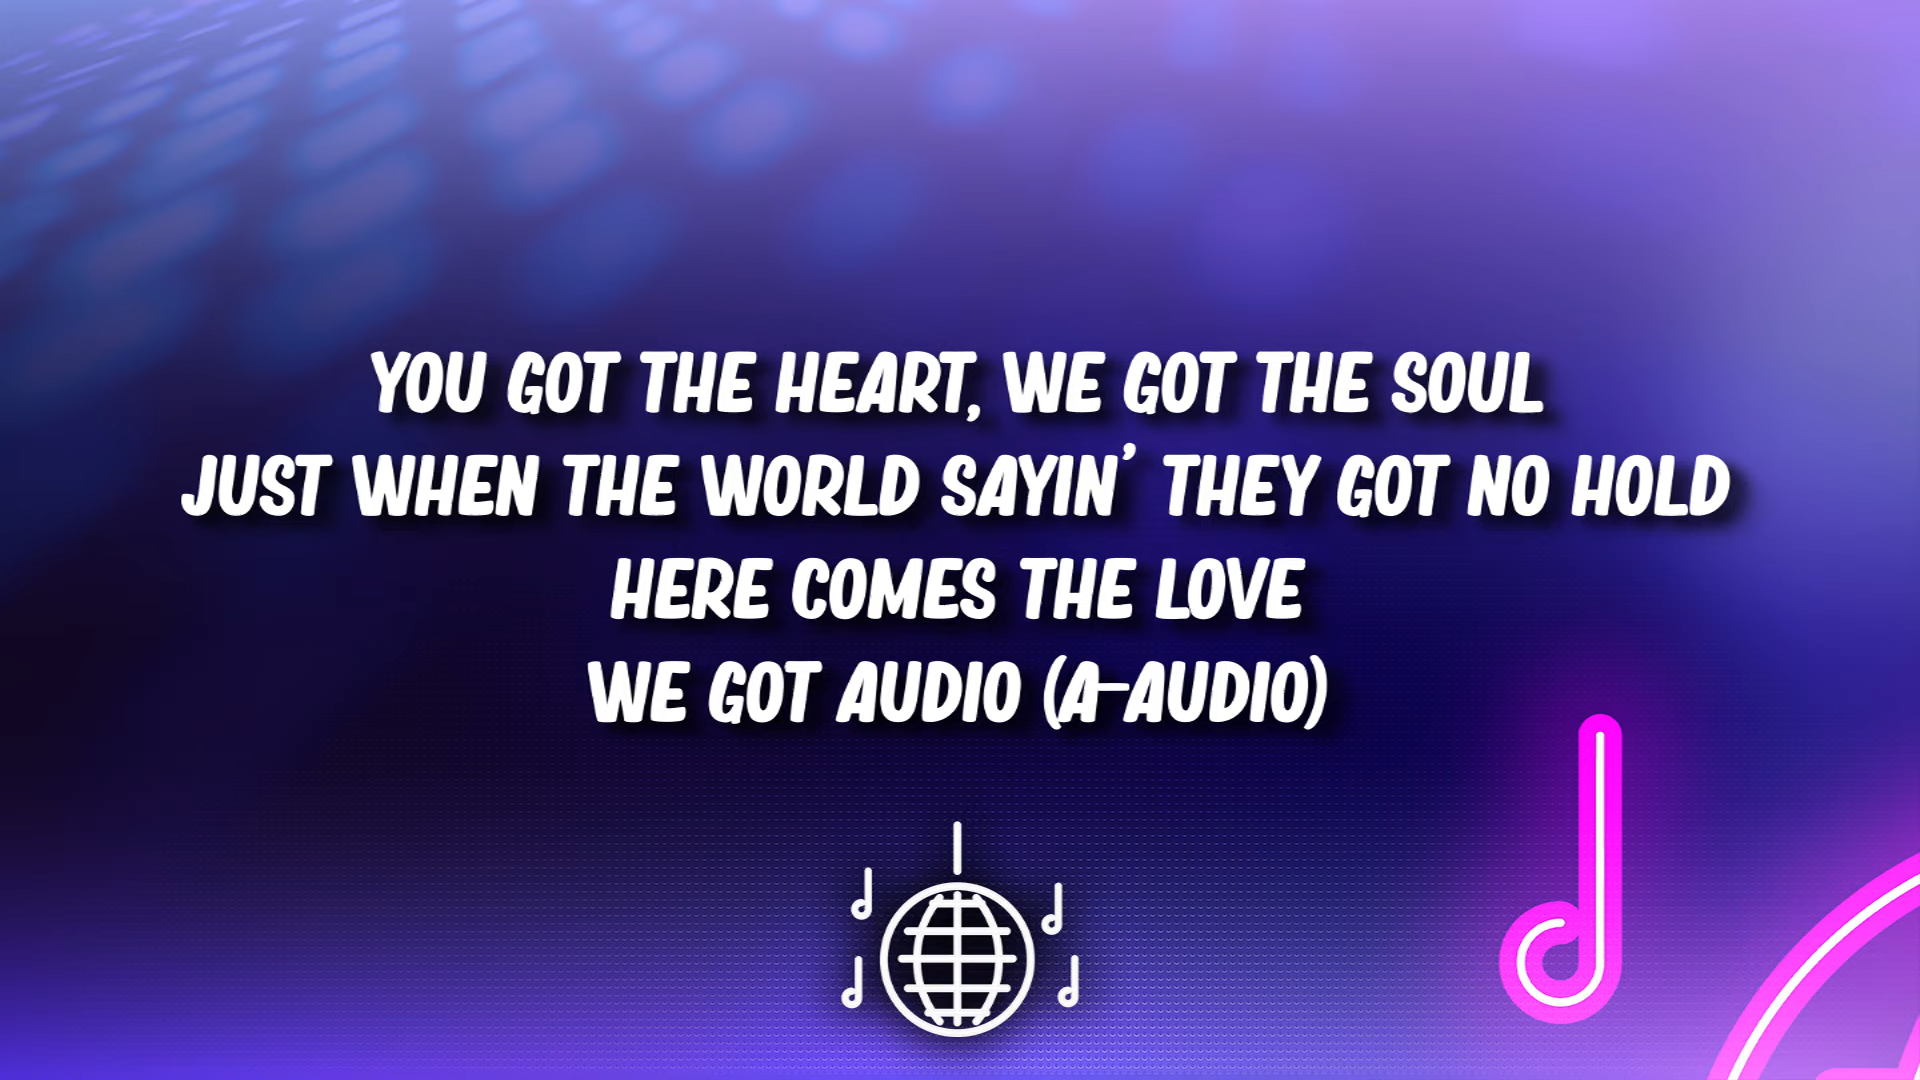 YOU GOT THE HEART, WE GOT THE SOUL
JUST WHEN THE WORLD SAYIN' THEY GOT NO HOLD
HERE COMES THE LOVE
WE GOT AUDIO (A-AUDIO)